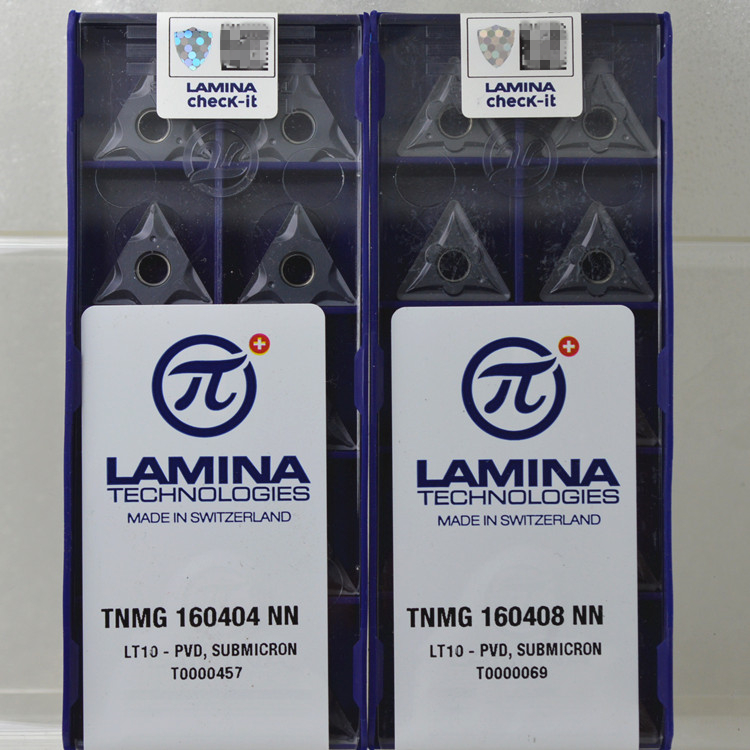 LAMINA
checK-it
π
LAMINA
TECHNOLOGIES
MADE IN SWITZERLAND
TNMG 160404 NN
LT10 - PVD, SUBMICRON
T0000457
LAMINA
checK-it
π
LAMINA
TECHNOLOGIES
MADE IN SWITZERLAND
TNMG 160408 NN
LT10 - PVD, SUBMICRON
T0000069